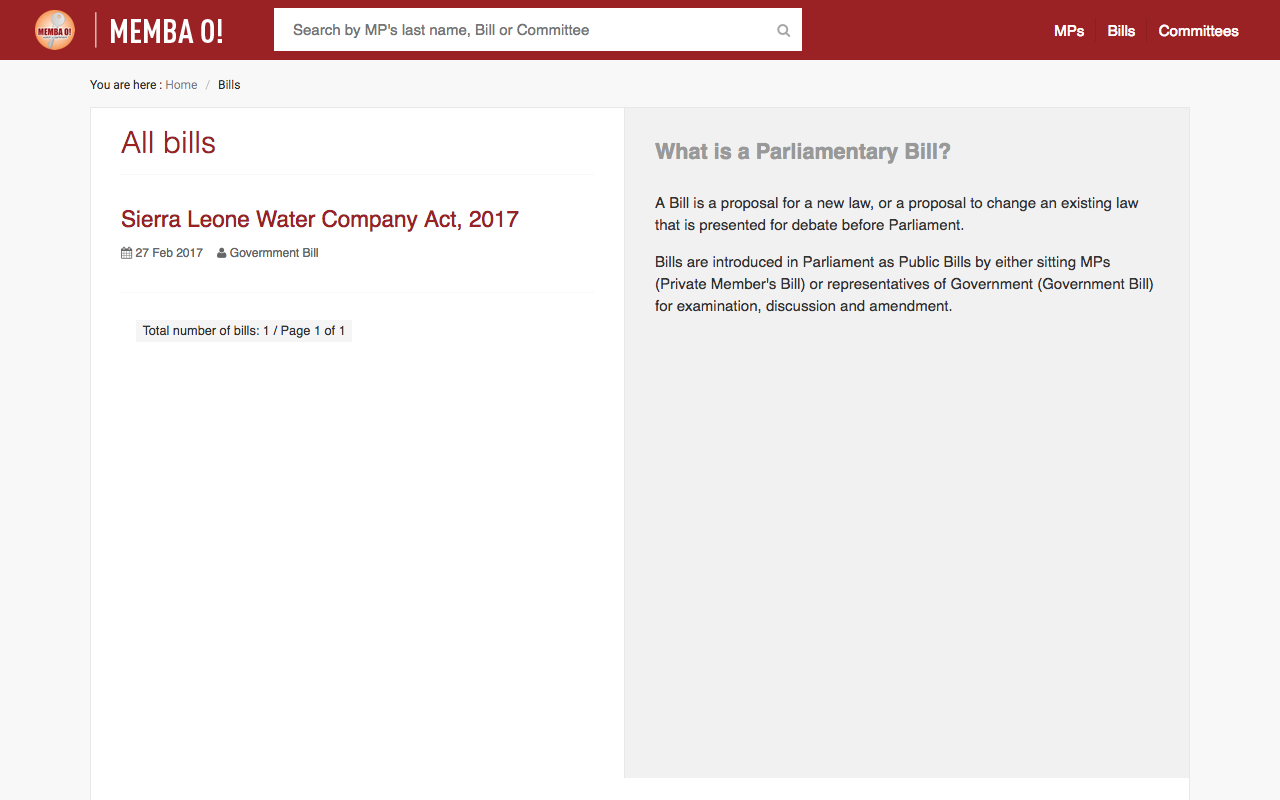 MEMBA O!
MEMBA O!
Search by MP's last name, Bill or Committee
MPs
Bills
Committees
You are here : Home / Bills
All bills
Sierra Leone Water Company Act, 2017
27 Feb 2017 Govermment Bill
Total number of bills: 1 / Page 1 of 1
What is a Parliamentary Bill?
A Bill is a proposal for a new law, or a proposal to change an existing law
that is presented for debate before Parliament.
Bills are introduced in Parliament as Public Bills by either sitting MPs
(Private Member's Bill) or representatives of Government (Government Bill)
for examination, discussion and amendment.